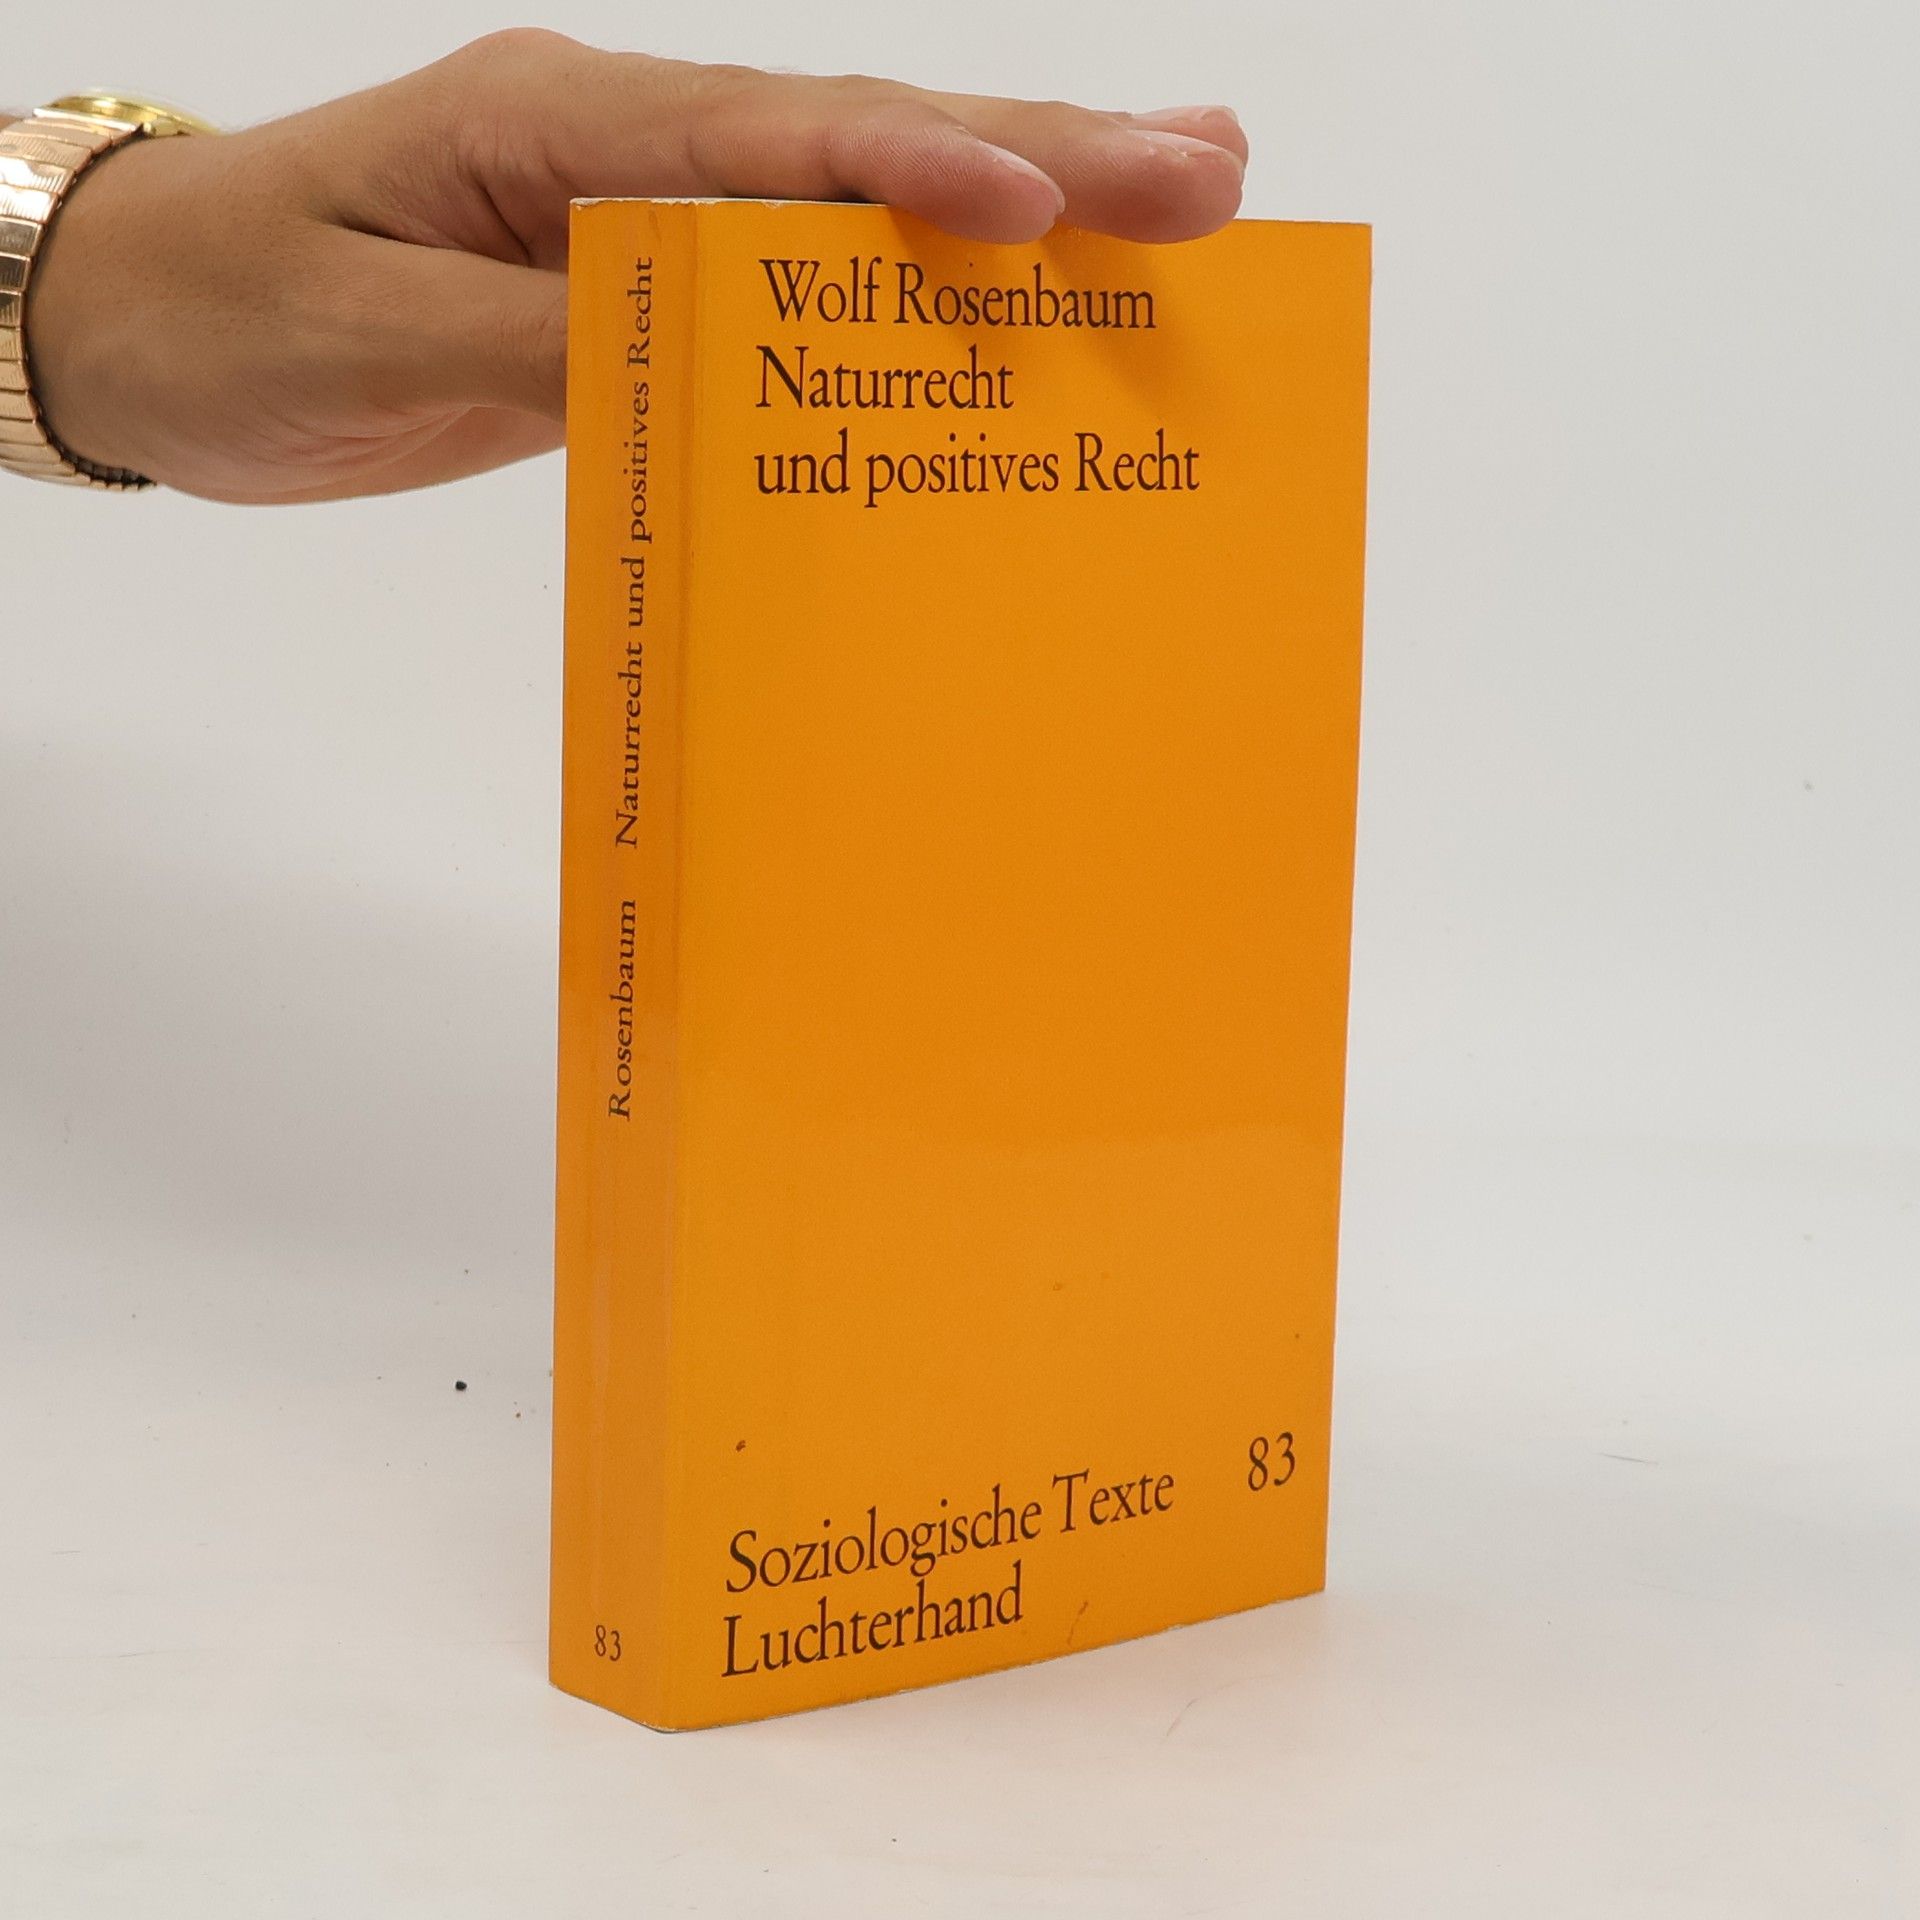 Wolf Rosenbaum
Naturrecht
und positives Recht
Soziologische Texte 83
Luchterhand
Rosenbaum Naturrecht und positives Recht
83